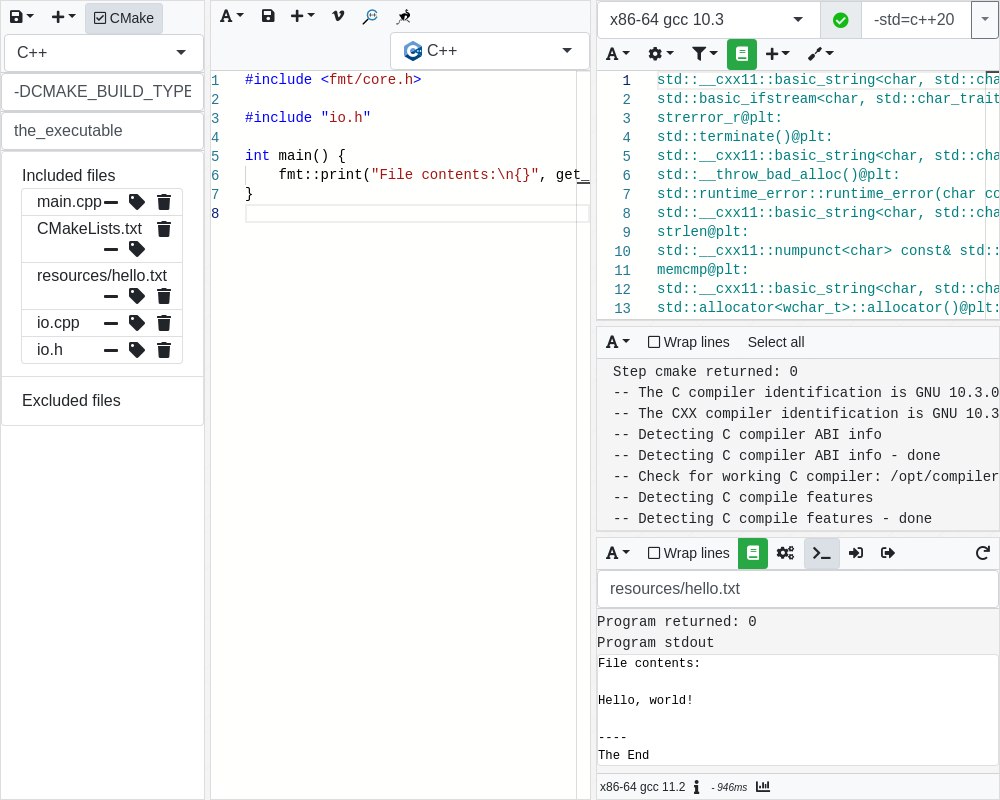 CMake
C++
-DCMAKE_BUILD_TYPE
the_executable
Included files
main.cpp
CMakeLists.txt
resources/hello.txt
io.cpp
io.h
Excluded files
A
C++
1 #include <fmt/core.h>
2
3 #include "io.h"
4
5 int main() {
6 fmt::print("File contents:\n{}", get_
7 }
8
x86-64 gcc 10.3
-std=c++20
A
1 std::__cxx11::basic_string<char, std::cha
2 std::basic_ifstream<char, std::char_trait
3 strerror_r@plt:
4 std::terminate()@plt:
5 std::__cxx11::basic_string<char, std::cha
6 std::__throw_bad_alloc()@plt:
7 std::runtime_error::runtime_error(char co
8 std::__cxx11::basic_string<char, std::cha
9 strlen@plt:
10 std::__cxx11::numpunct<char> const& std::
11 memcmp@plt:
12 std::__cxx11::basic_string<char, std::cha
13 std::allocator<wchar_t>::allocator()@plt:
A Wrap lines Select all
Step cmake returned: 0
-- The C compiler identification is GNU 10.3.0
-- The CXX compiler identification is GNU 10.3
-- Detecting C compiler ABI info
-- Detecting C compiler ABI info - done
-- Check for working C compiler: /opt/compiler
-- Detecting C compile features
-- Detecting C compile features - done
A Wrap lines
resources/hello.txt
Program returned: 0
Program stdout
File contents:
Hello, world!
----
The End
x86-64 gcc 11.2 i - 946ms